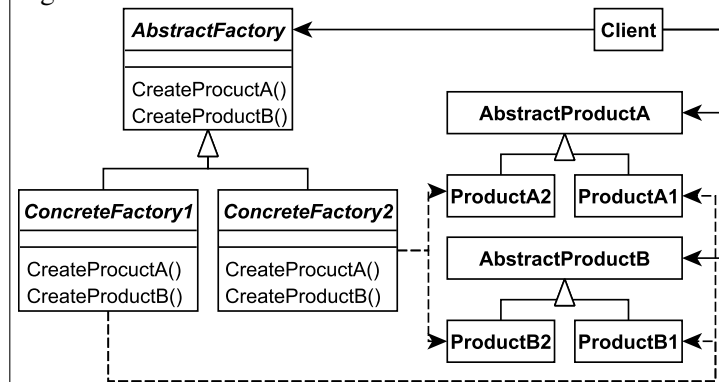 AbstractFactory
CreateProcuctA()
CreateProductB()
Client
AbstractProductA
ProductA2
ProductA1
ConcreteFactory1
CreateProcuctA()
CreateProductB()
ConcreteFactory2
CreateProcuctA()
CreateProductB()
AbstractProductB
ProductB2
ProductB1